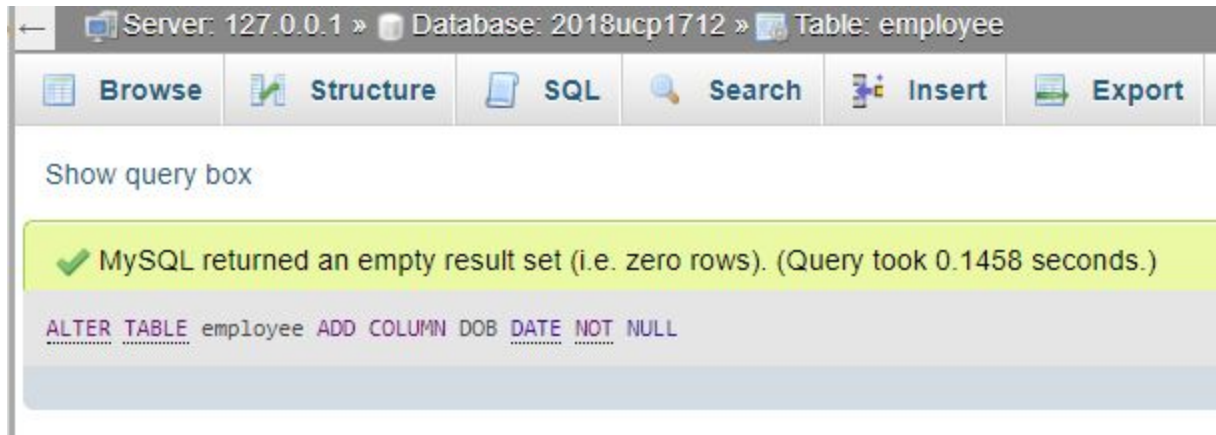 ← Server: 127.0.0.1 » Database: 2018ucp1712 » Table: employee
Browse Structure SQL Search Insert Export
Show query box
MySQL returned an empty result set (i.e. zero rows). (Query took 0.1458 seconds.)
ALTER TABLE employee ADD COLUMN DOB DATE NOT NULL